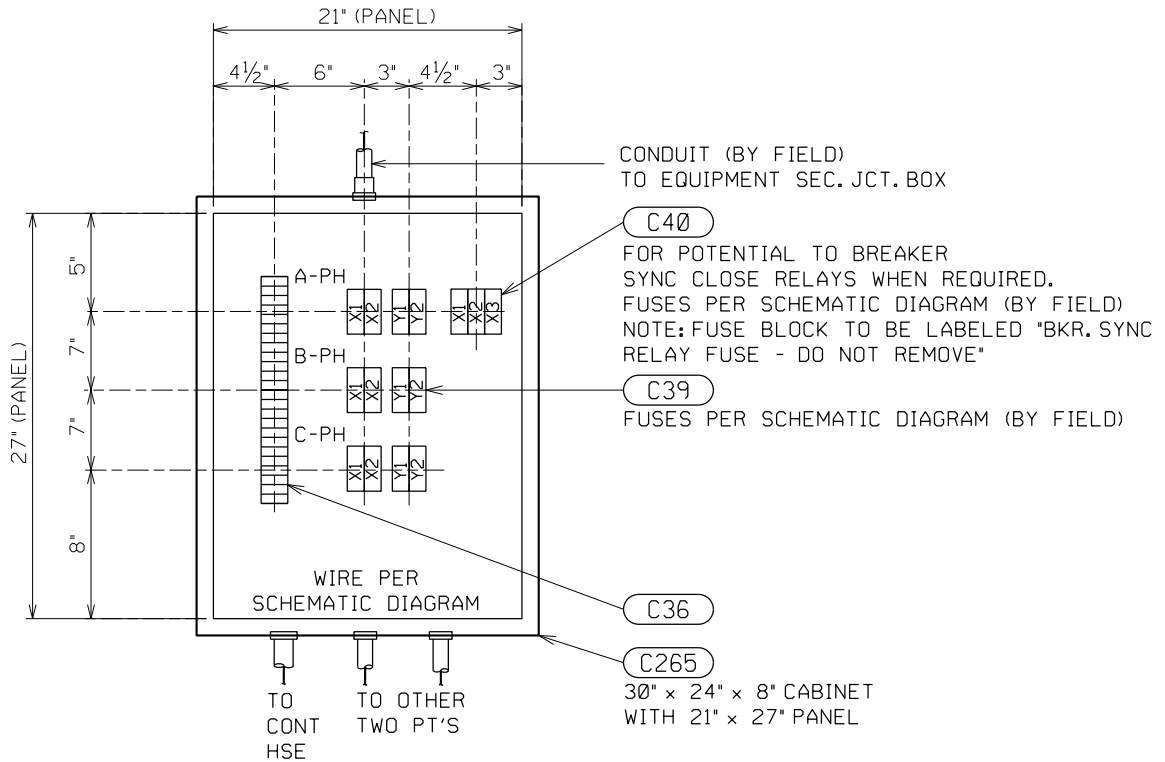 21" (PANEL)
4½" 6" 3" 4½" 3"
CONDUIT (BY FIELD)
TO EQUIPMENT SEC. JCT. BOX
C40
FOR POTENTIAL TO BREAKER
SYNC CLOSE RELAYS WHEN REQUIRED.
FUSES PER SCHEMATIC DIAGRAM (BY FIELD)
NOTE: FUSE BLOCK TO BE LABELED "BKR. SYNC
RELAY FUSE - DO NOT REMOVE"
C39
FUSES PER SCHEMATIC DIAGRAM (BY FIELD)
27" (PANEL)
5"
7"
7"
8"
A-PH
X1 X2 Y1 Y2 X1 X2 X3
B-PH
X1 X2 Y1 Y2
C-PH
X1 X2 Y1 Y2
WIRE PER
SCHEMATIC DIAGRAM
C36
C265
30" x 24" x 8" CABINET
WITH 21" x 27" PANEL
TO
CONT
HSE
TO OTHER
TWO PT'S